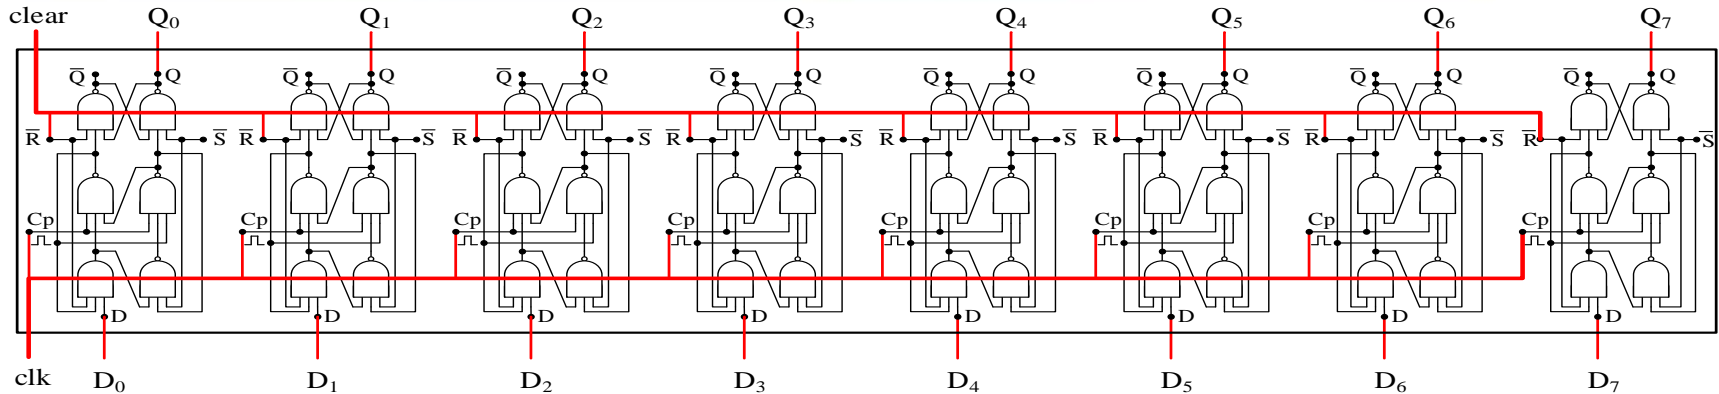 clear Q0 Q1 Q2 Q3 Q4 Q5 Q6 Q7
Q̅ Q Q̅ Q Q̅ Q Q̅ Q Q̅ Q Q̅ Q Q̅ Q Q̅ Q
R̅ S̅ R̅ S̅ R̅ S̅ R̅ S̅ R̅ S̅ R̅ S̅ R̅ S̅ R̅ S̅
Cp Cp Cp Cp Cp Cp Cp Cp
D D D D D D D D
clk D0 D1 D2 D3 D4 D5 D6 D7